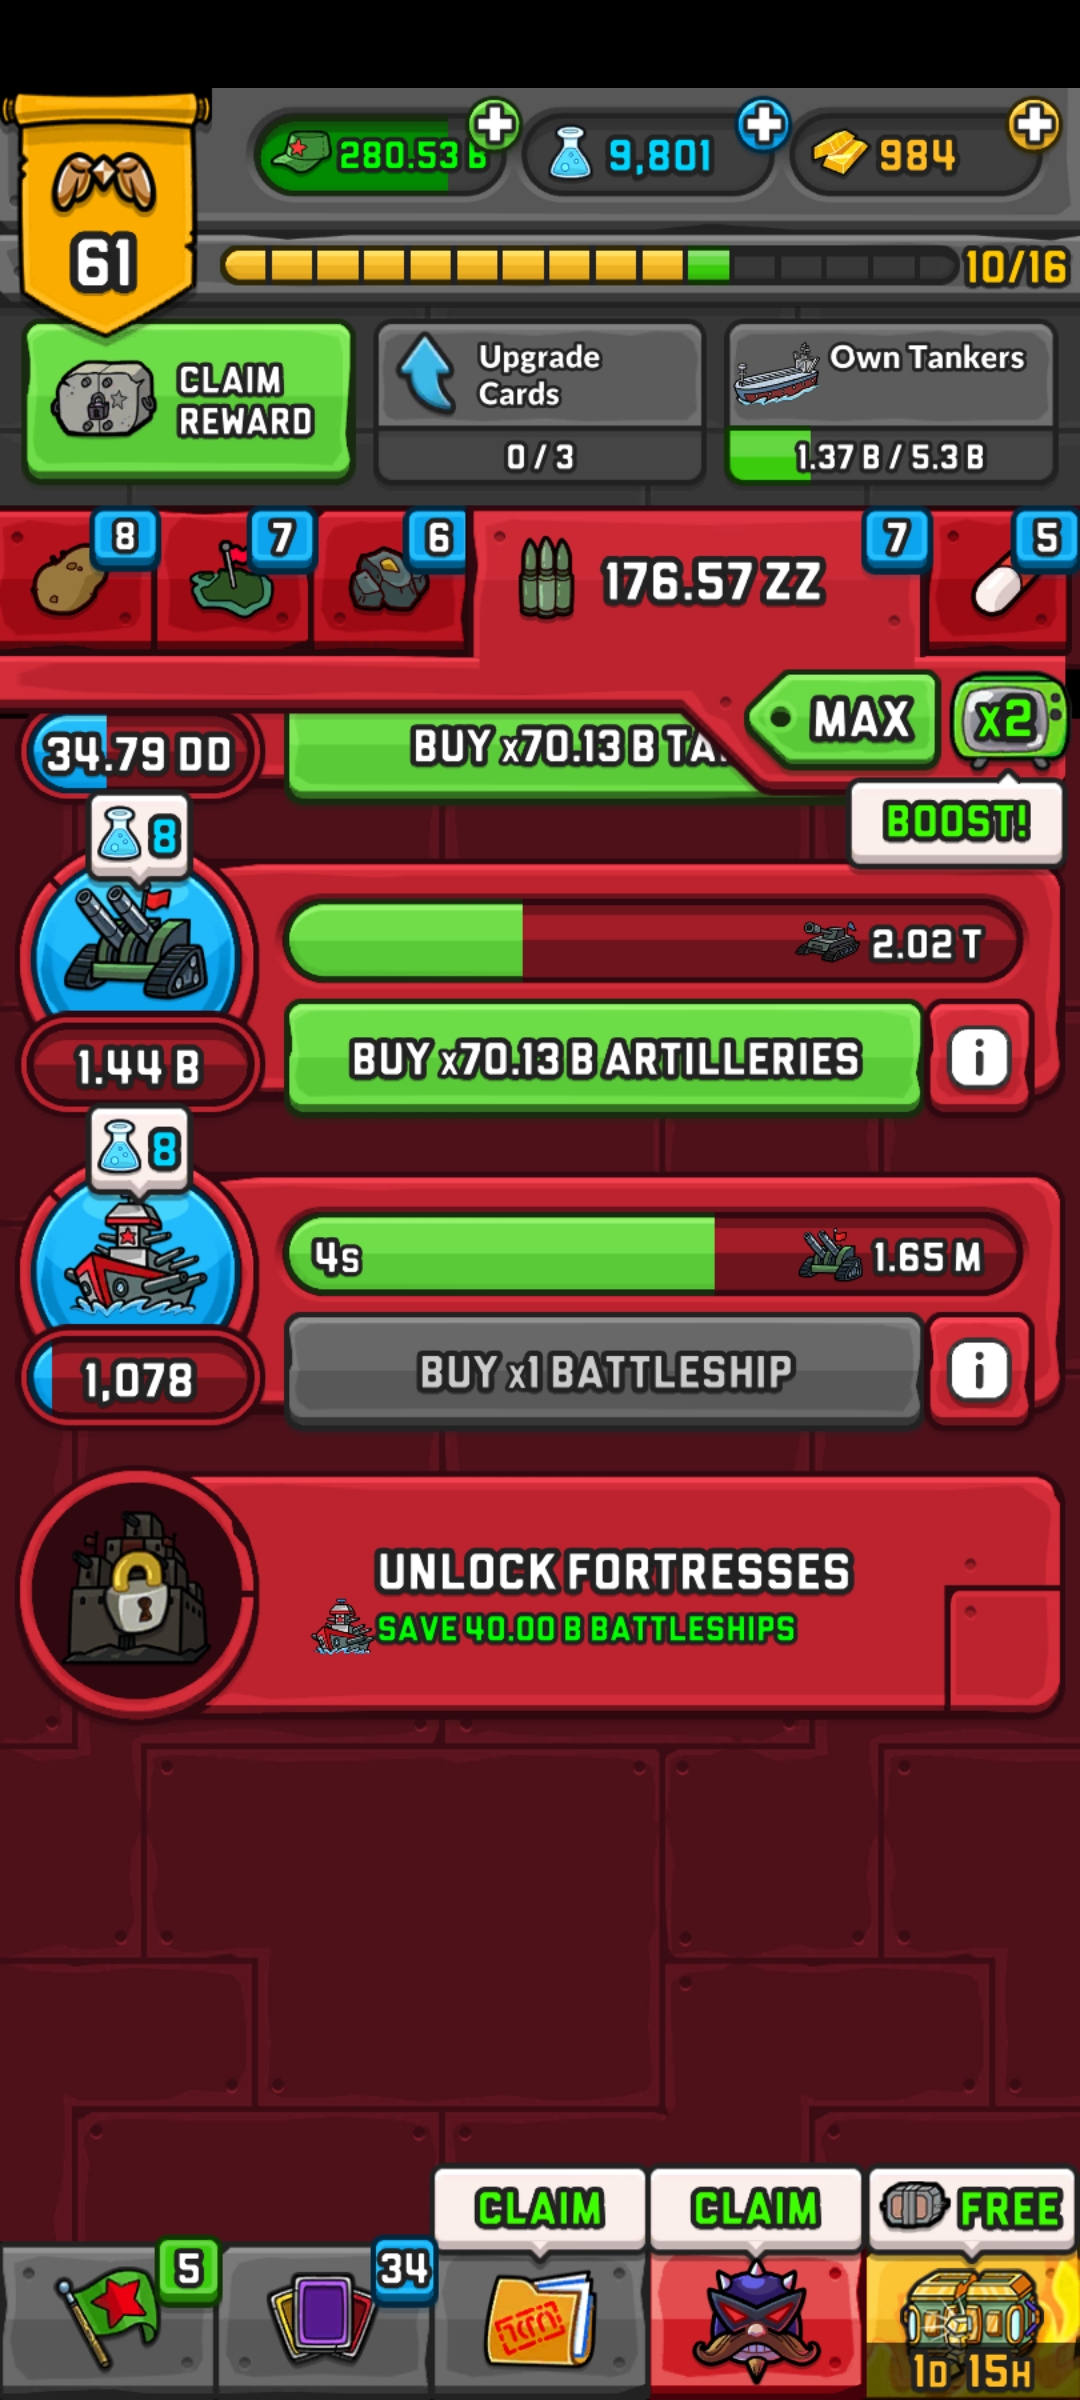 280.53 B
9,801
984
61
10/16
CLAIM
REWARD
Upgrade
Cards
0 / 3
Own Tankers
1.37 B / 5.3 B
8
7
6
176.57 ZZ
7
5
MAX
x2
34.79 DD
BUY x70.13 B TA
BOOST!
8
2.02 T
BUY x70.13 B ARTILLERIES
i
1.44 B
8
4s
1.65 M
BUY x1 BATTLESHIP
i
1,078
UNLOCK FORTRESSES
SAVE 40.00 B BATTLESHIPS
CLAIM
CLAIM
FREE
5
34
1D 15H